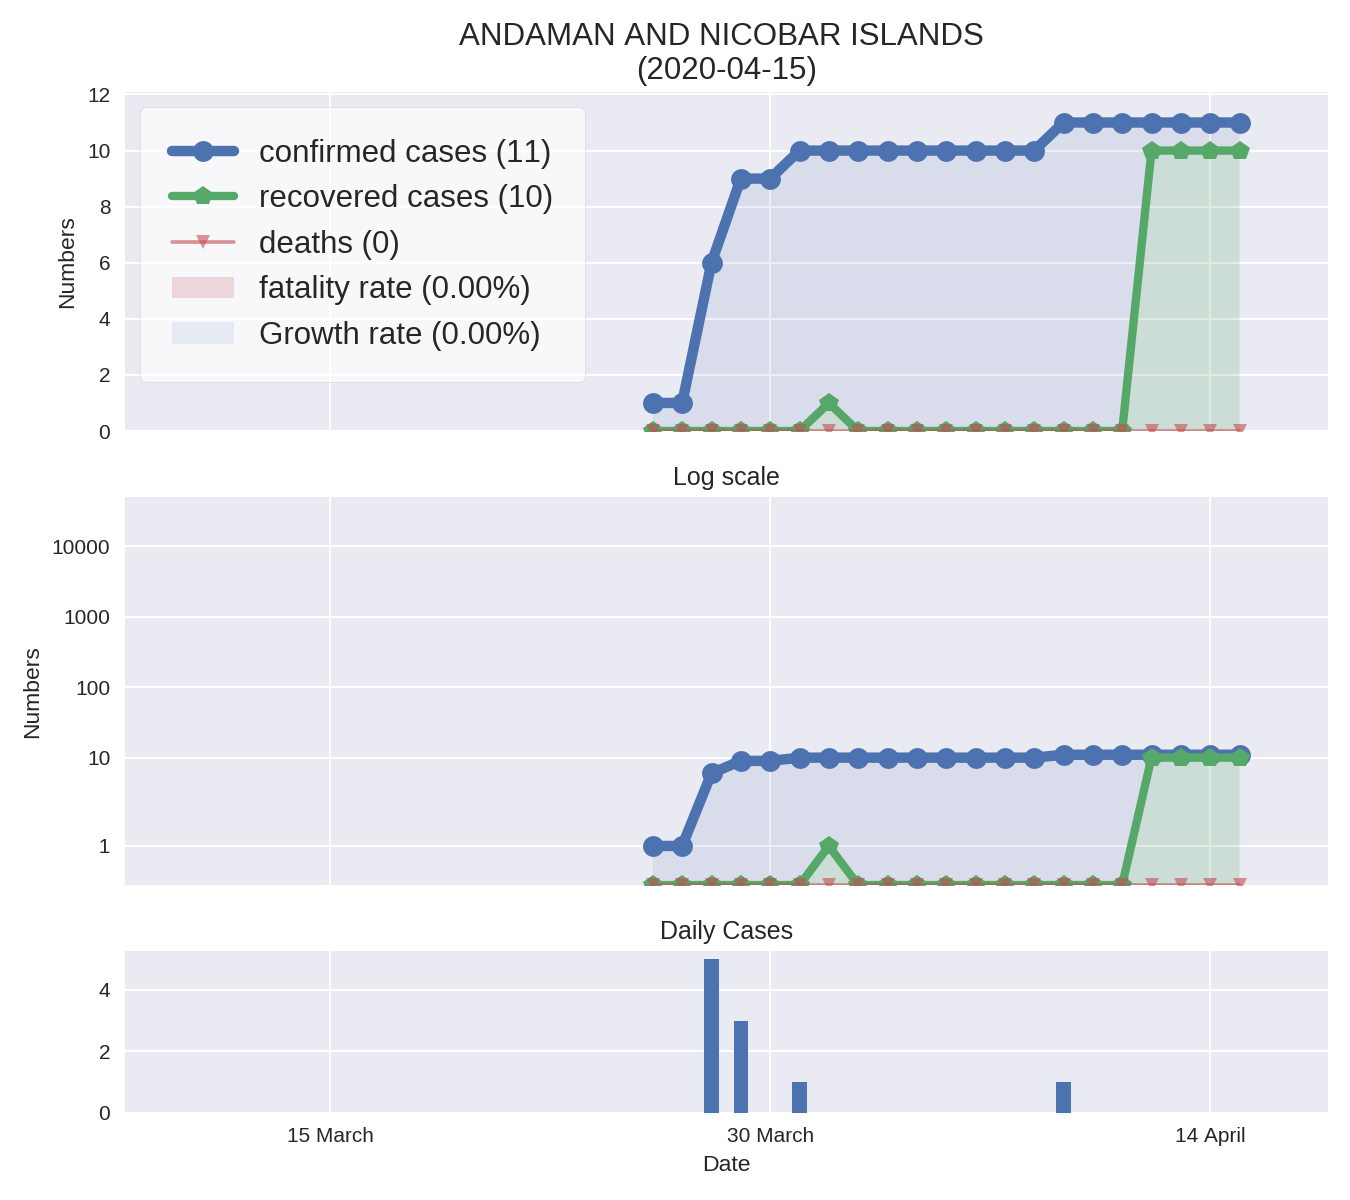 ANDAMAN AND NICOBAR ISLANDS
(2020-04-15)
12
10
8
6
4
2
0
Numbers
confirmed cases (11)
recovered cases (10)
deaths (0)
fatality rate (0.00%)
Growth rate (0.00%)
Log scale
10000
1000
100
10
1
Numbers
Daily Cases
4
2
0
15 March
30 March
14 April
Date